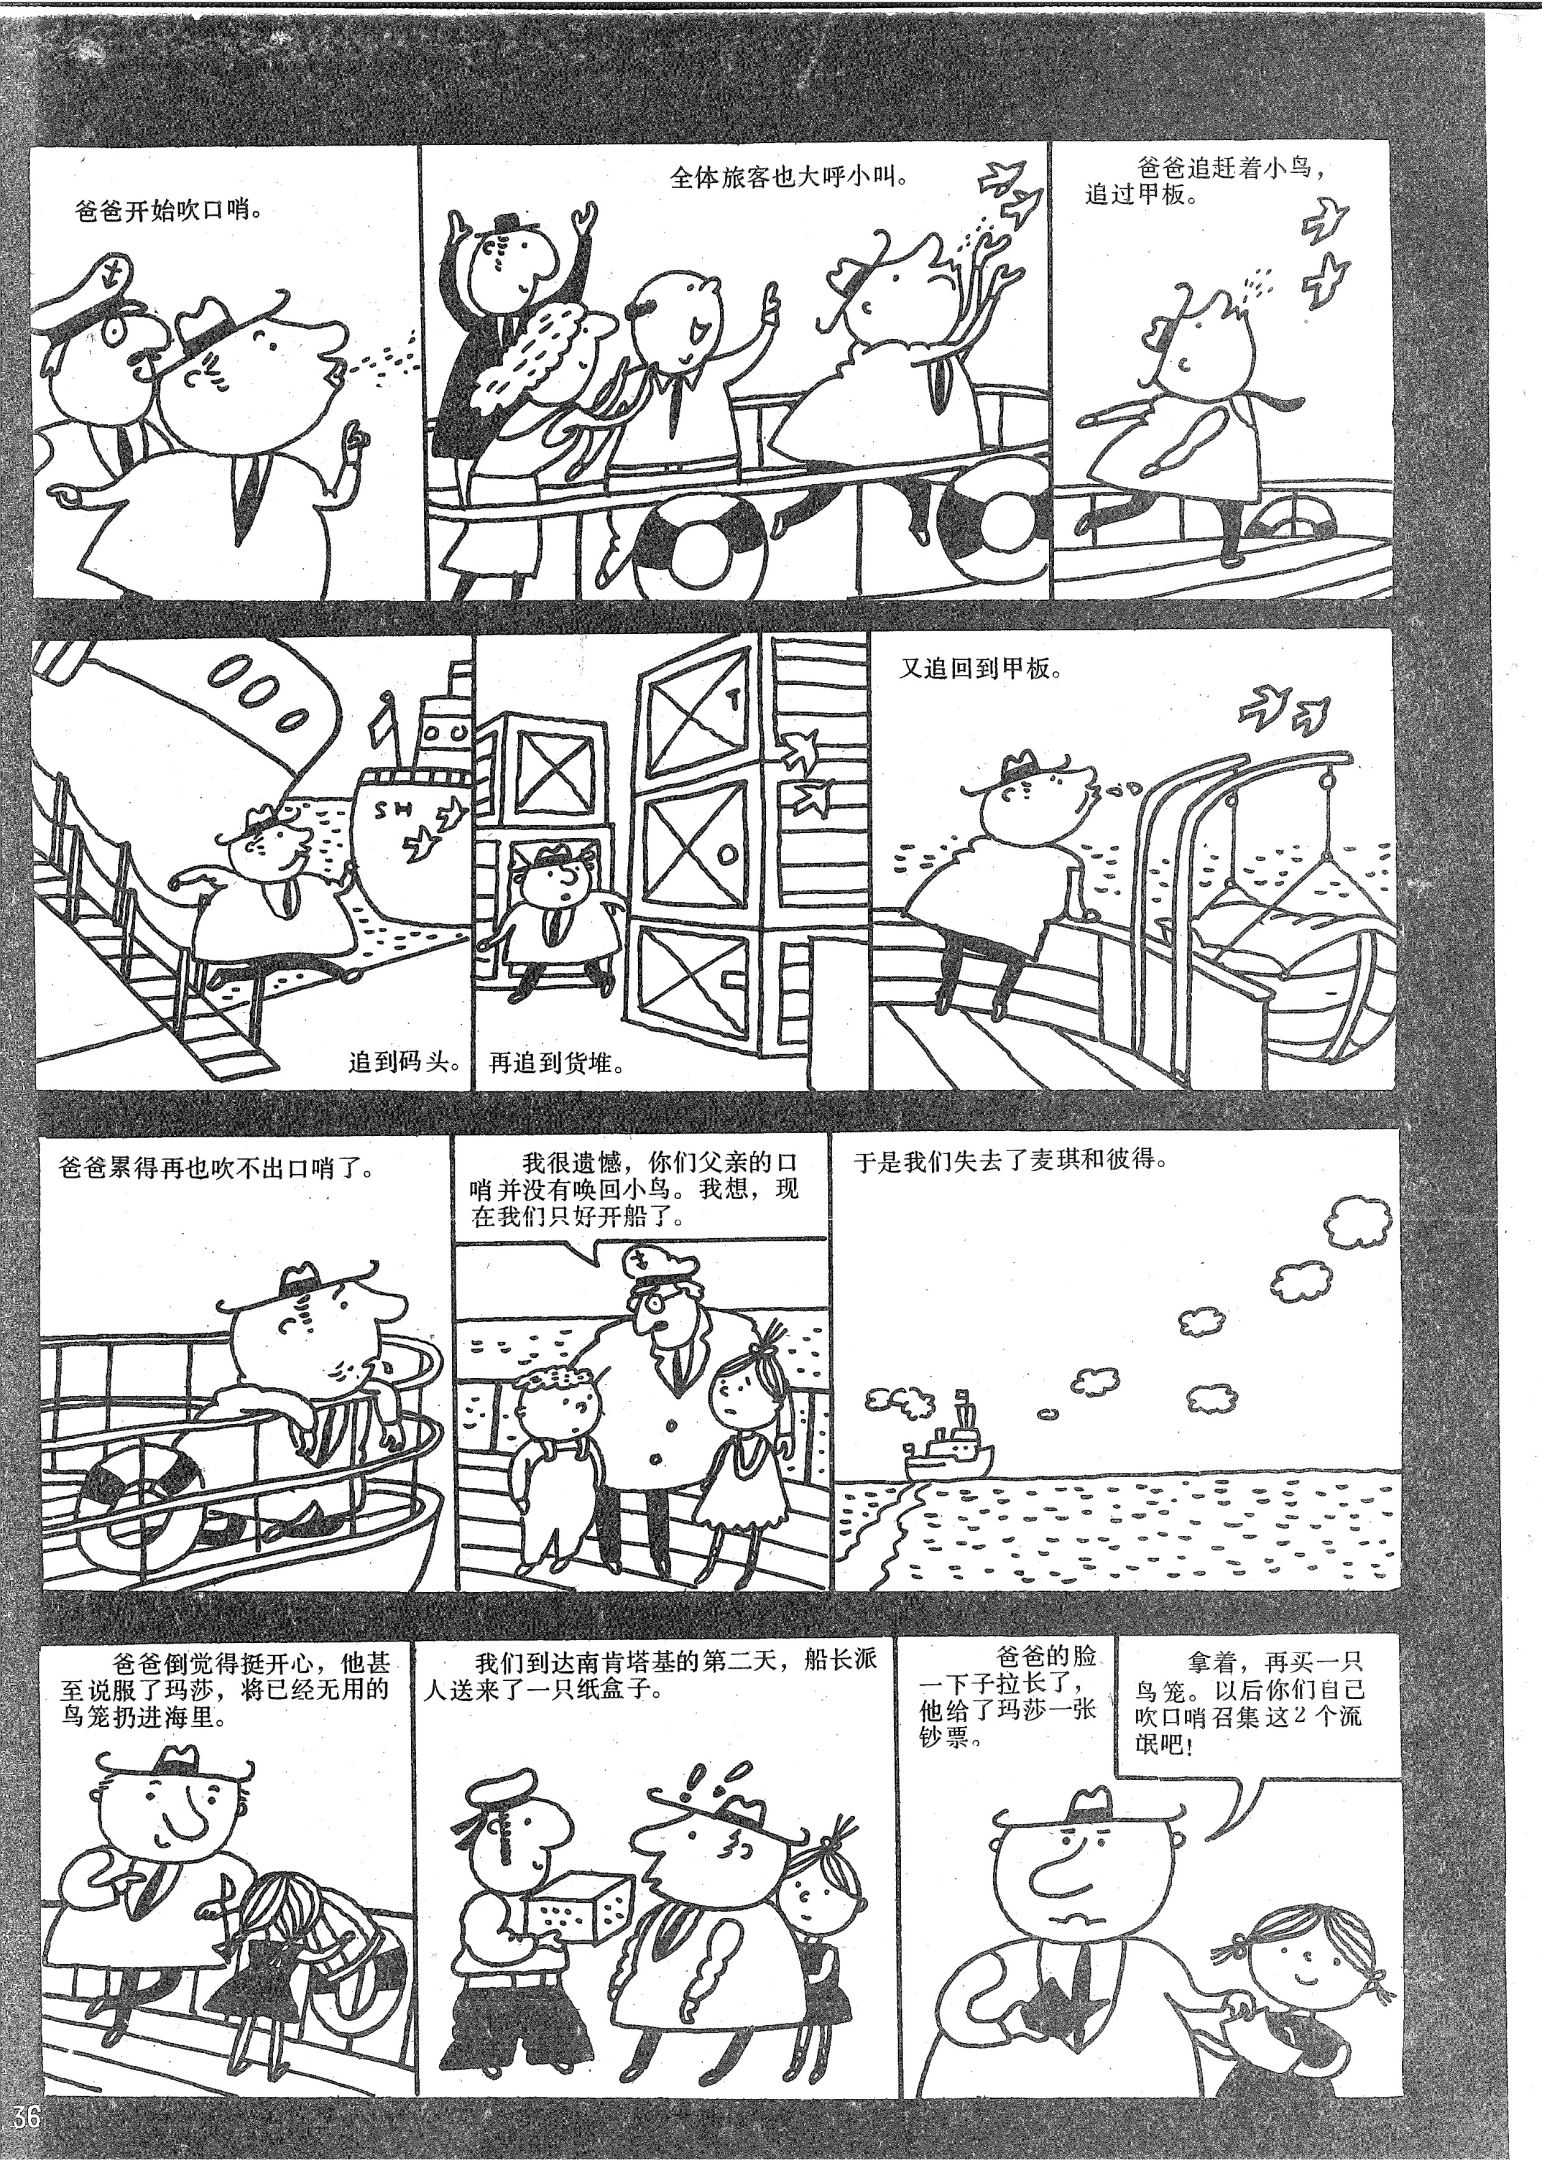 爸爸开始吹口哨。
全体旅客也大呼小叫。
爸爸追赶着小鸟，
追过甲板。
SH
追到码头。
再追到货堆。
又追回到甲板。
爸爸累得再也吹不出口哨了。
我很遗憾，你们父亲的口
哨并没有唤回小鸟。我想，现
在我们只好开船了。
于是我们失去了麦琪和彼得。
爸爸倒觉得挺开心，他甚
至说服了玛莎，将已经无用的
鸟笼扔进海里。
我们到达南肯塔基的第二天，船长派
人送来了一只纸盒子。
爸爸的脸
一下子拉长了，
他给了玛莎一张
钞票。
拿着，再买一只
鸟笼。以后你们自己
吹口哨召集这2个流
氓吧！
36